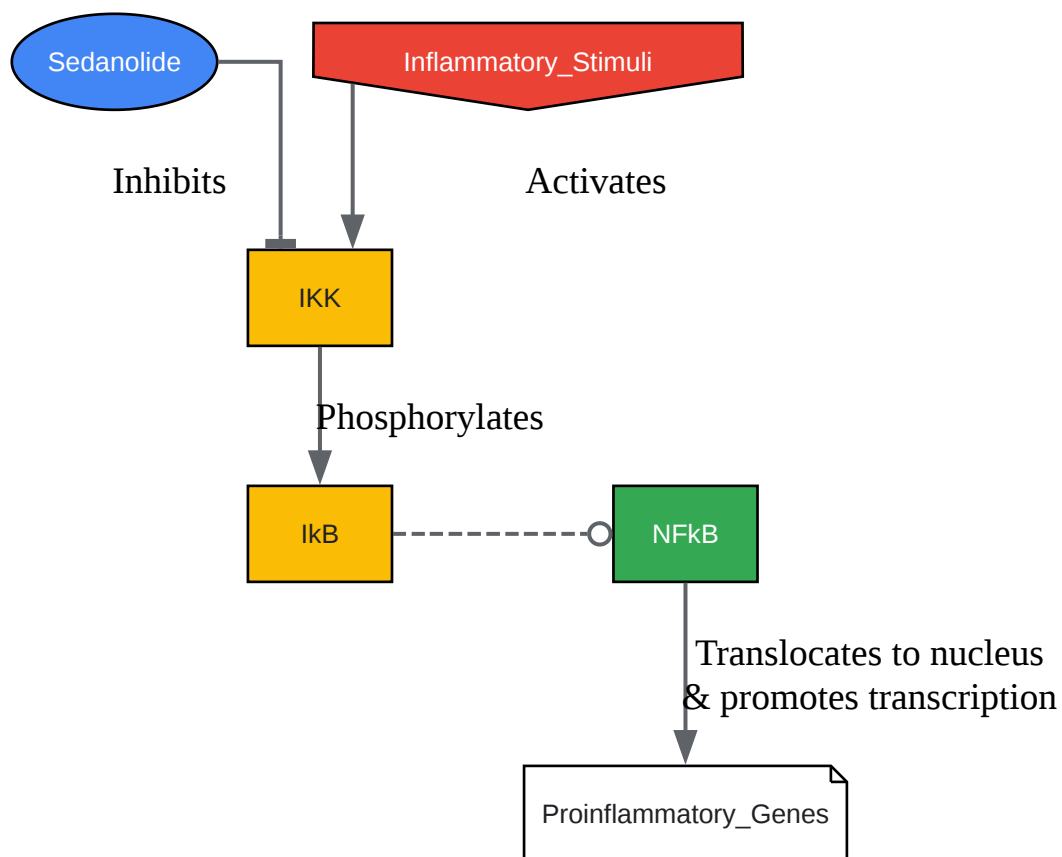 Sedanolide
Inflammatory_Stimuli
Inhibits
Activates
IKK
Phosphorylates
IkB
NFkB
Translocates to nucleus
& promotes transcription
Proinflammatory_Genes